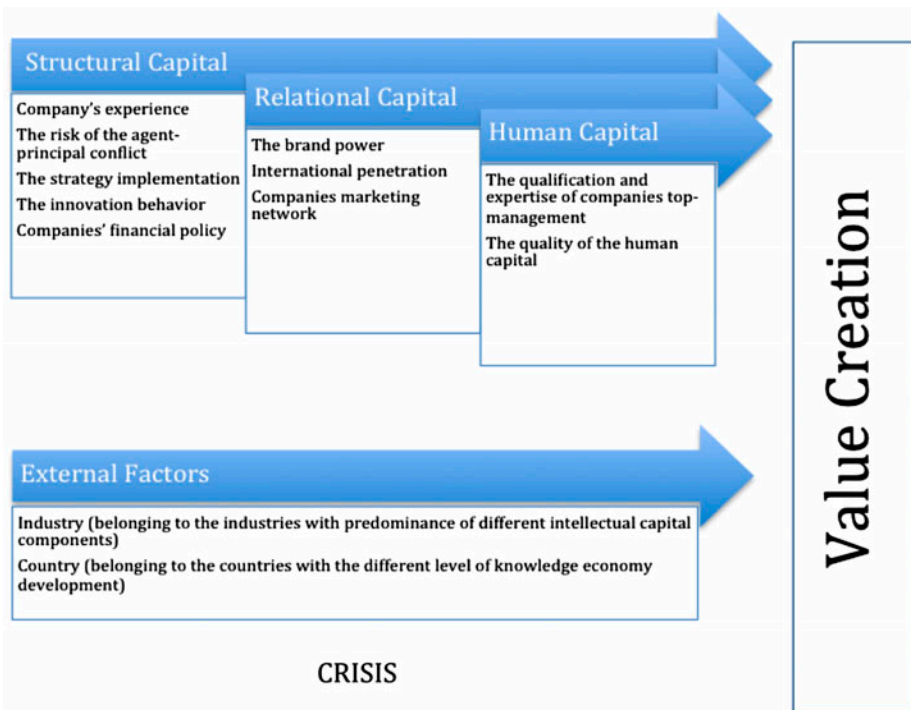 Structural Capital
Company's experience
The risk of the agent-
principal conflict
The strategy implementation
The innovation behavior
Companies' financial policy
Relational Capital
The brand power
International penetration
Companies marketing
network
Human Capital
The qualification and
expertise of companies top-
management
The quality of the human
capital
External Factors
Industry (belonging to the industries with predominance of different intellectual capital
components)
Country (belonging to the countries with the different level of knowledge economy
development)
CRISIS
Value Creation